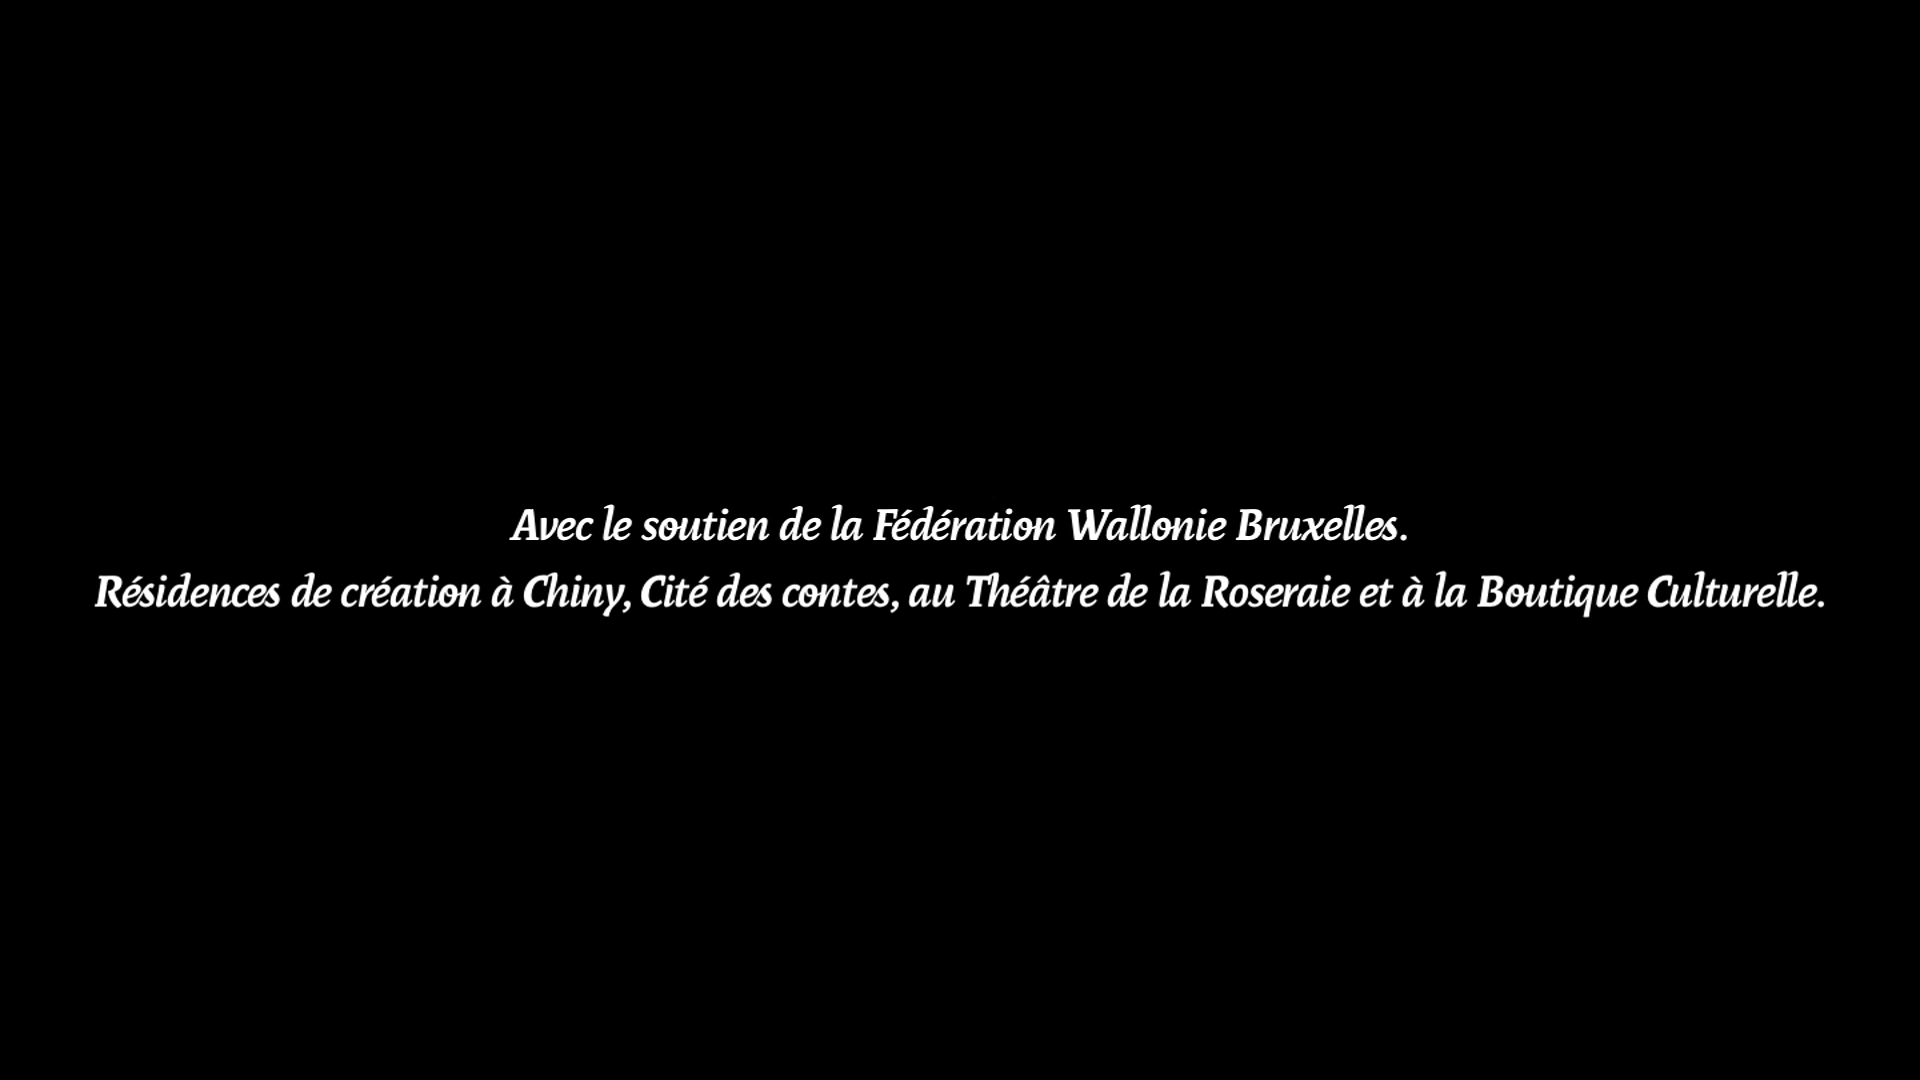 Avec le soutien de la Fédération Wallonie Bruxelles.
Résidences de création à Chiny, Cité des contes, au Théâtre de la Roseraie et à la Boutique Culturelle.